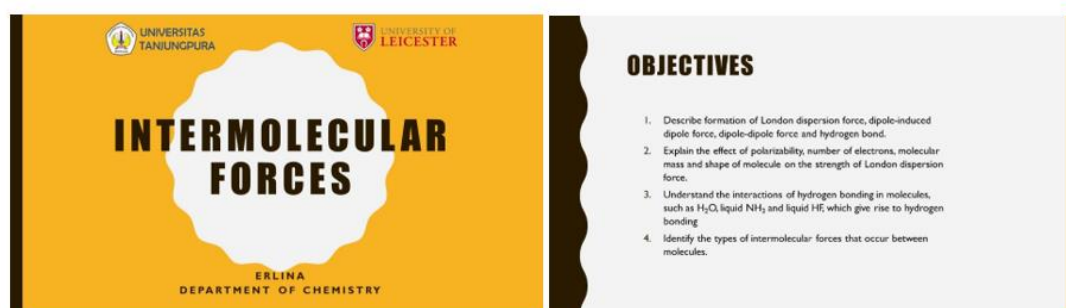 UNIVERSITAS
TANJUNGPURA
UNIVERSITY OF
LEICESTER
INTERMOLECULAR
FORCES
ERLINA
DEPARTMENT OF CHEMISTRY
OBJECTIVES
1. Describe formation of London dispersion force, dipole-induced
dipole force, dipole-dipole force and hydrogen bond.
2. Explain the effect of polarizability, number of electrons, molecular
mass and shape of molecule on the strength of London dispersion
force.
3. Understand the interactions of hydrogen bonding in molecules,
such as H₂O, liquid NH₃ and liquid HF, which give rise to hydrogen
bonding
4. Identify the types of intermolecular forces that occur between
molecules.